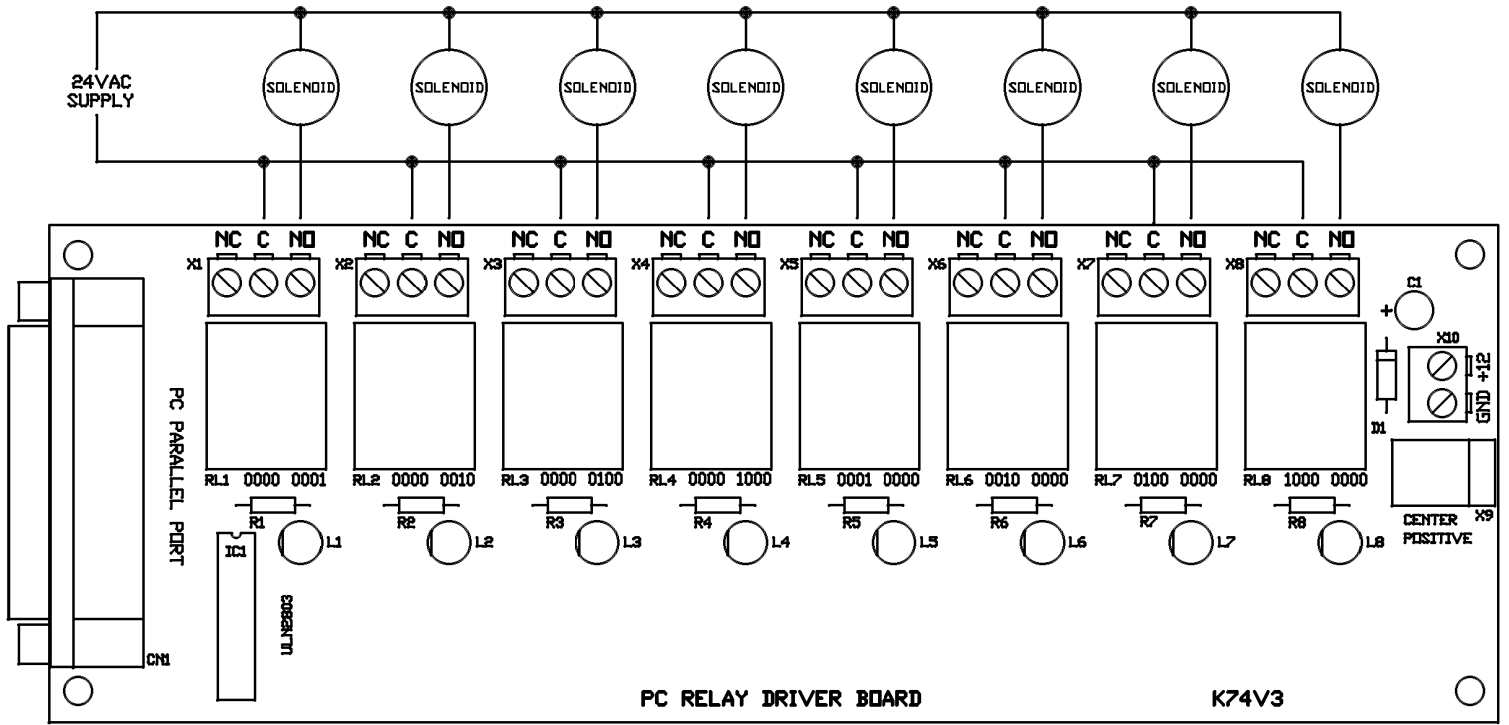 24VAC
SUPPLY
SOLENOID SOLENOID SOLENOID SOLENOID SOLENOID SOLENOID SOLENOID SOLENOID
NC C NO NC C NO NC C NO NC C NO NC C NO NC C NO NC C NO NC C NO
X1 X2 X3 X4 X5 X6 X7 X8
C1
+
X10
+12
GND
D1
PC PARALLEL PORT
RL1 0000 0001 RL2 0000 0010 RL3 0000 0100 RL4 0000 1000 RL5 0001 0000 RL6 0010 0000 RL7 0100 0000 RL8 1000 0000
R1 R2 R3 R4 R5 R6 R7 R8
X9
CENTER
POSITIVE
L1 L2 L3 L4 L5 L6 L7 L8
IC1
ULN2803
CN1
PC RELAY DRIVER BOARD
K74V3